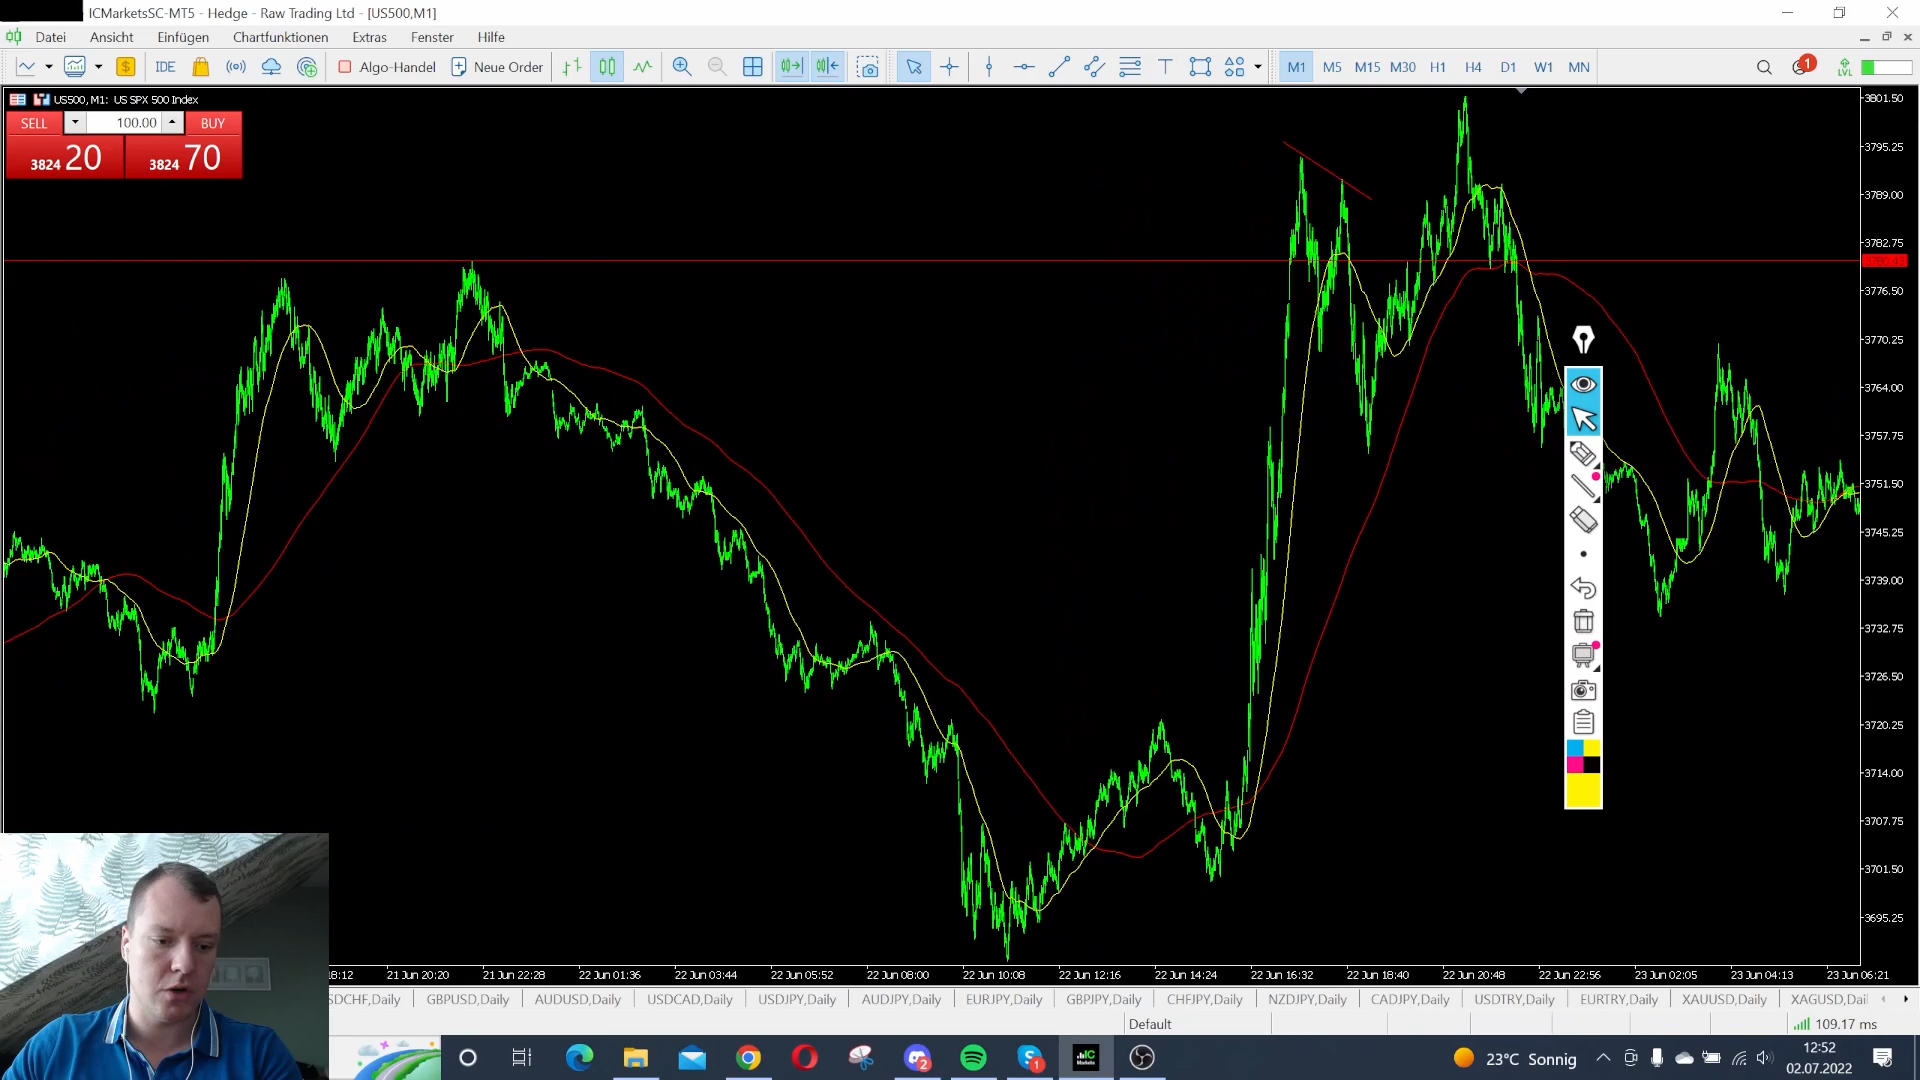 ICMarketsSC-MT5 - Hedge - Raw Trading Ltd - [US500,M1]
Datei Ansicht Einfügen Chartfunktionen Extras Fenster Hilfe
IDE Algo-Handel Neue Order T M1 M5 M15 M30 H1 H4 D1 W1 MN 1 LVL
US500, M1: US SPX 500 Index
SELL 100.00 BUY
3824 20 3824 70
3801.50
3795.25
3789.00
3782.75
3776.50
3770.25
3764.00
3757.75
3751.50
3745.25
3739.00
3732.75
3726.50
3720.25
3714.00
3707.75
3701.50
3695.25
18:12 21 Jun 20:20 21 Jun 22:28 22 Jun 01:36 22 Jun 03:44 22 Jun 05:52 22 Jun 08:00 22 Jun 10:08 22 Jun 12:16 22 Jun 14:24 22 Jun 16:32 22 Jun 18:40 22 Jun 20:48 22 Jun 22:56 23 Jun 02:05 23 Jun 04:13 23 Jun 06:21
SDCHF,Daily GBPUSD,Daily AUDUSD,Daily USDCAD,Daily USDJPY,Daily AUDJPY,Daily EURJPY,Daily GBPJPY,Daily CHFJPY,Daily NZDJPY,Daily CADJPY,Daily USDTRY,Daily EURTRY,Daily XAUUSD,Daily XAGUSD,Dail
Default 109.17 ms
2 1 IC 23°C Sonnig 12:52
02.07.2022